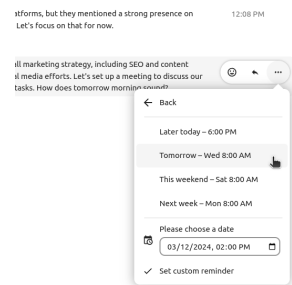 atforms, but they mentioned a strong presence on 12:08 PM
Let's focus on that for now.
all marketing strategy, including SEO and content
al media efforts. Let's set up a meeting to discuss our
tasks. How does tomorrow morning sound?
Back
Later today – 6:00 PM
Tomorrow – Wed 8:00 AM
This weekend – Sat 8:00 AM
Next week – Mon 8:00 AM
Please choose a date
03/12/2024, 02:00 PM
Set custom reminder